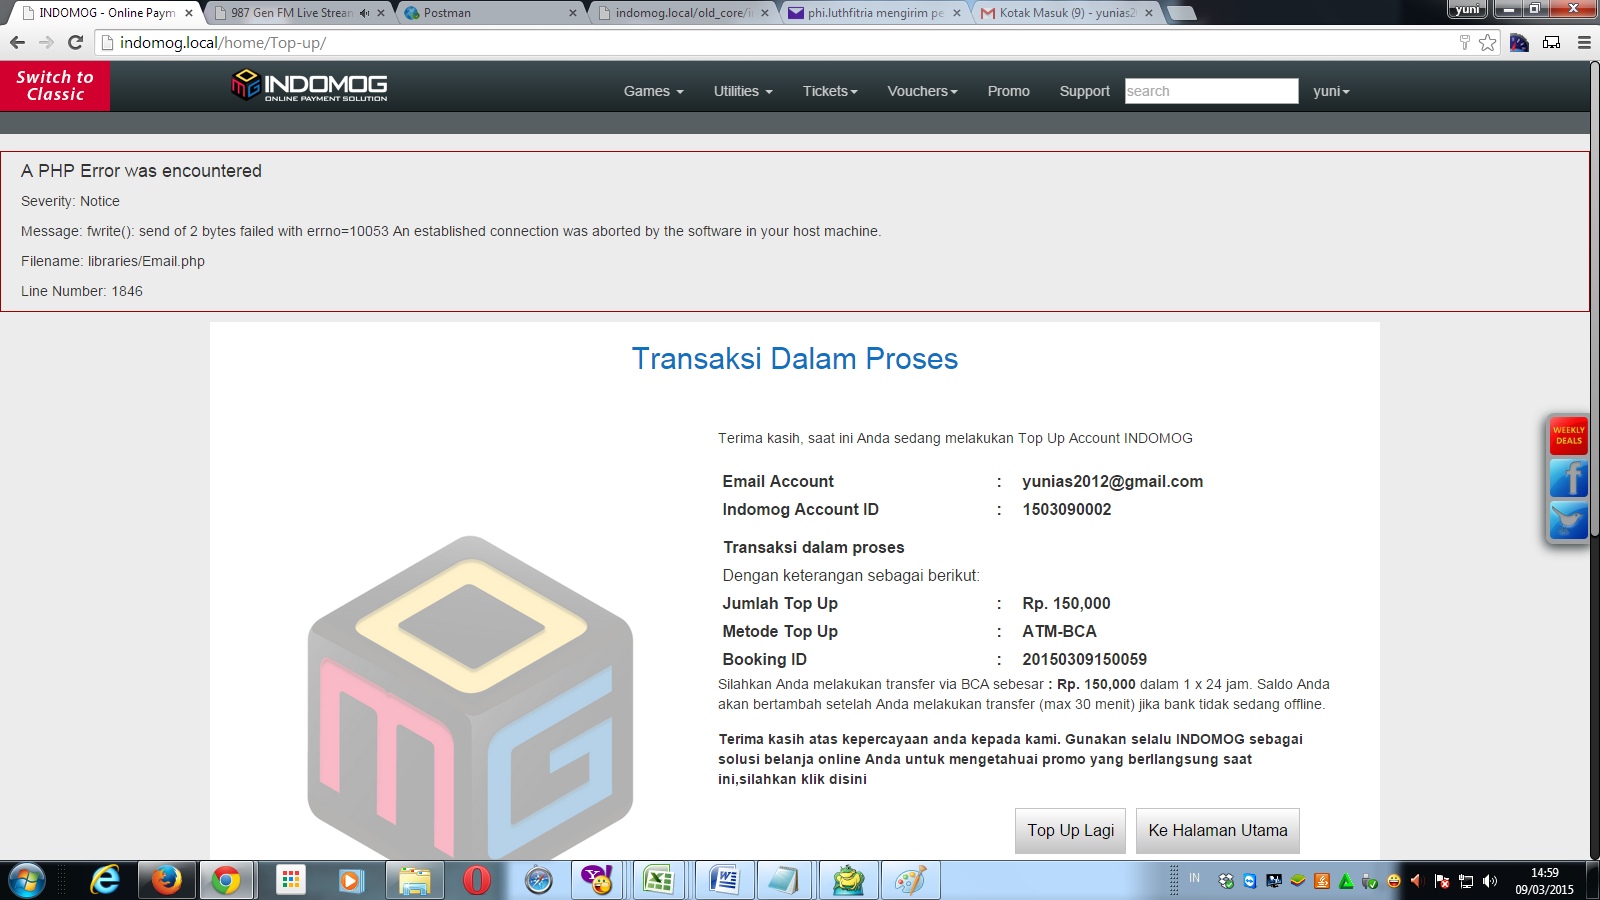 INDOMOG - Online Paym
987 Gen FM Live Strean
Postman
indomog.local/old_core/i
phi.luthfitria mengirim pe
Kotak Masuk (9) - yunias2
yuni
indomog.local/home/Top-up/
Switch to
Classic
INDOMOG
ONLINE PAYMENT SOLUTION
Games
Utilities
Tickets
Vouchers
Promo
Support
search
yuni
A PHP Error was encountered
Severity: Notice
Message: fwrite(): send of 2 bytes failed with errno=10053 An established connection was aborted by the software in your host machine.
Filename: libraries/Email.php
Line Number: 1846
Transaksi Dalam Proses
Terima kasih, saat ini Anda sedang melakukan Top Up Account INDOMOG
Email Account : yunias2012@gmail.com
Indomog Account ID : 1503090002
Transaksi dalam proses
Dengan keterangan sebagai berikut:
Jumlah Top Up : Rp. 150,000
Metode Top Up : ATM-BCA
Booking ID : 20150309150059
Silahkan Anda melakukan transfer via BCA sebesar : Rp. 150,000 dalam 1 x 24 jam. Saldo Anda
akan bertambah setelah Anda melakukan transfer (max 30 menit) jika bank tidak sedang offline.
Terima kasih atas kepercayaan anda kepada kami. Gunakan selalu INDOMOG sebagai
solusi belanja online Anda untuk mengetahuai promo yang berllangsung saat
ini,silahkan klik disini
Top Up Lagi
Ke Halaman Utama
WEEKLY
DEALS
IN
14:59
09/03/2015